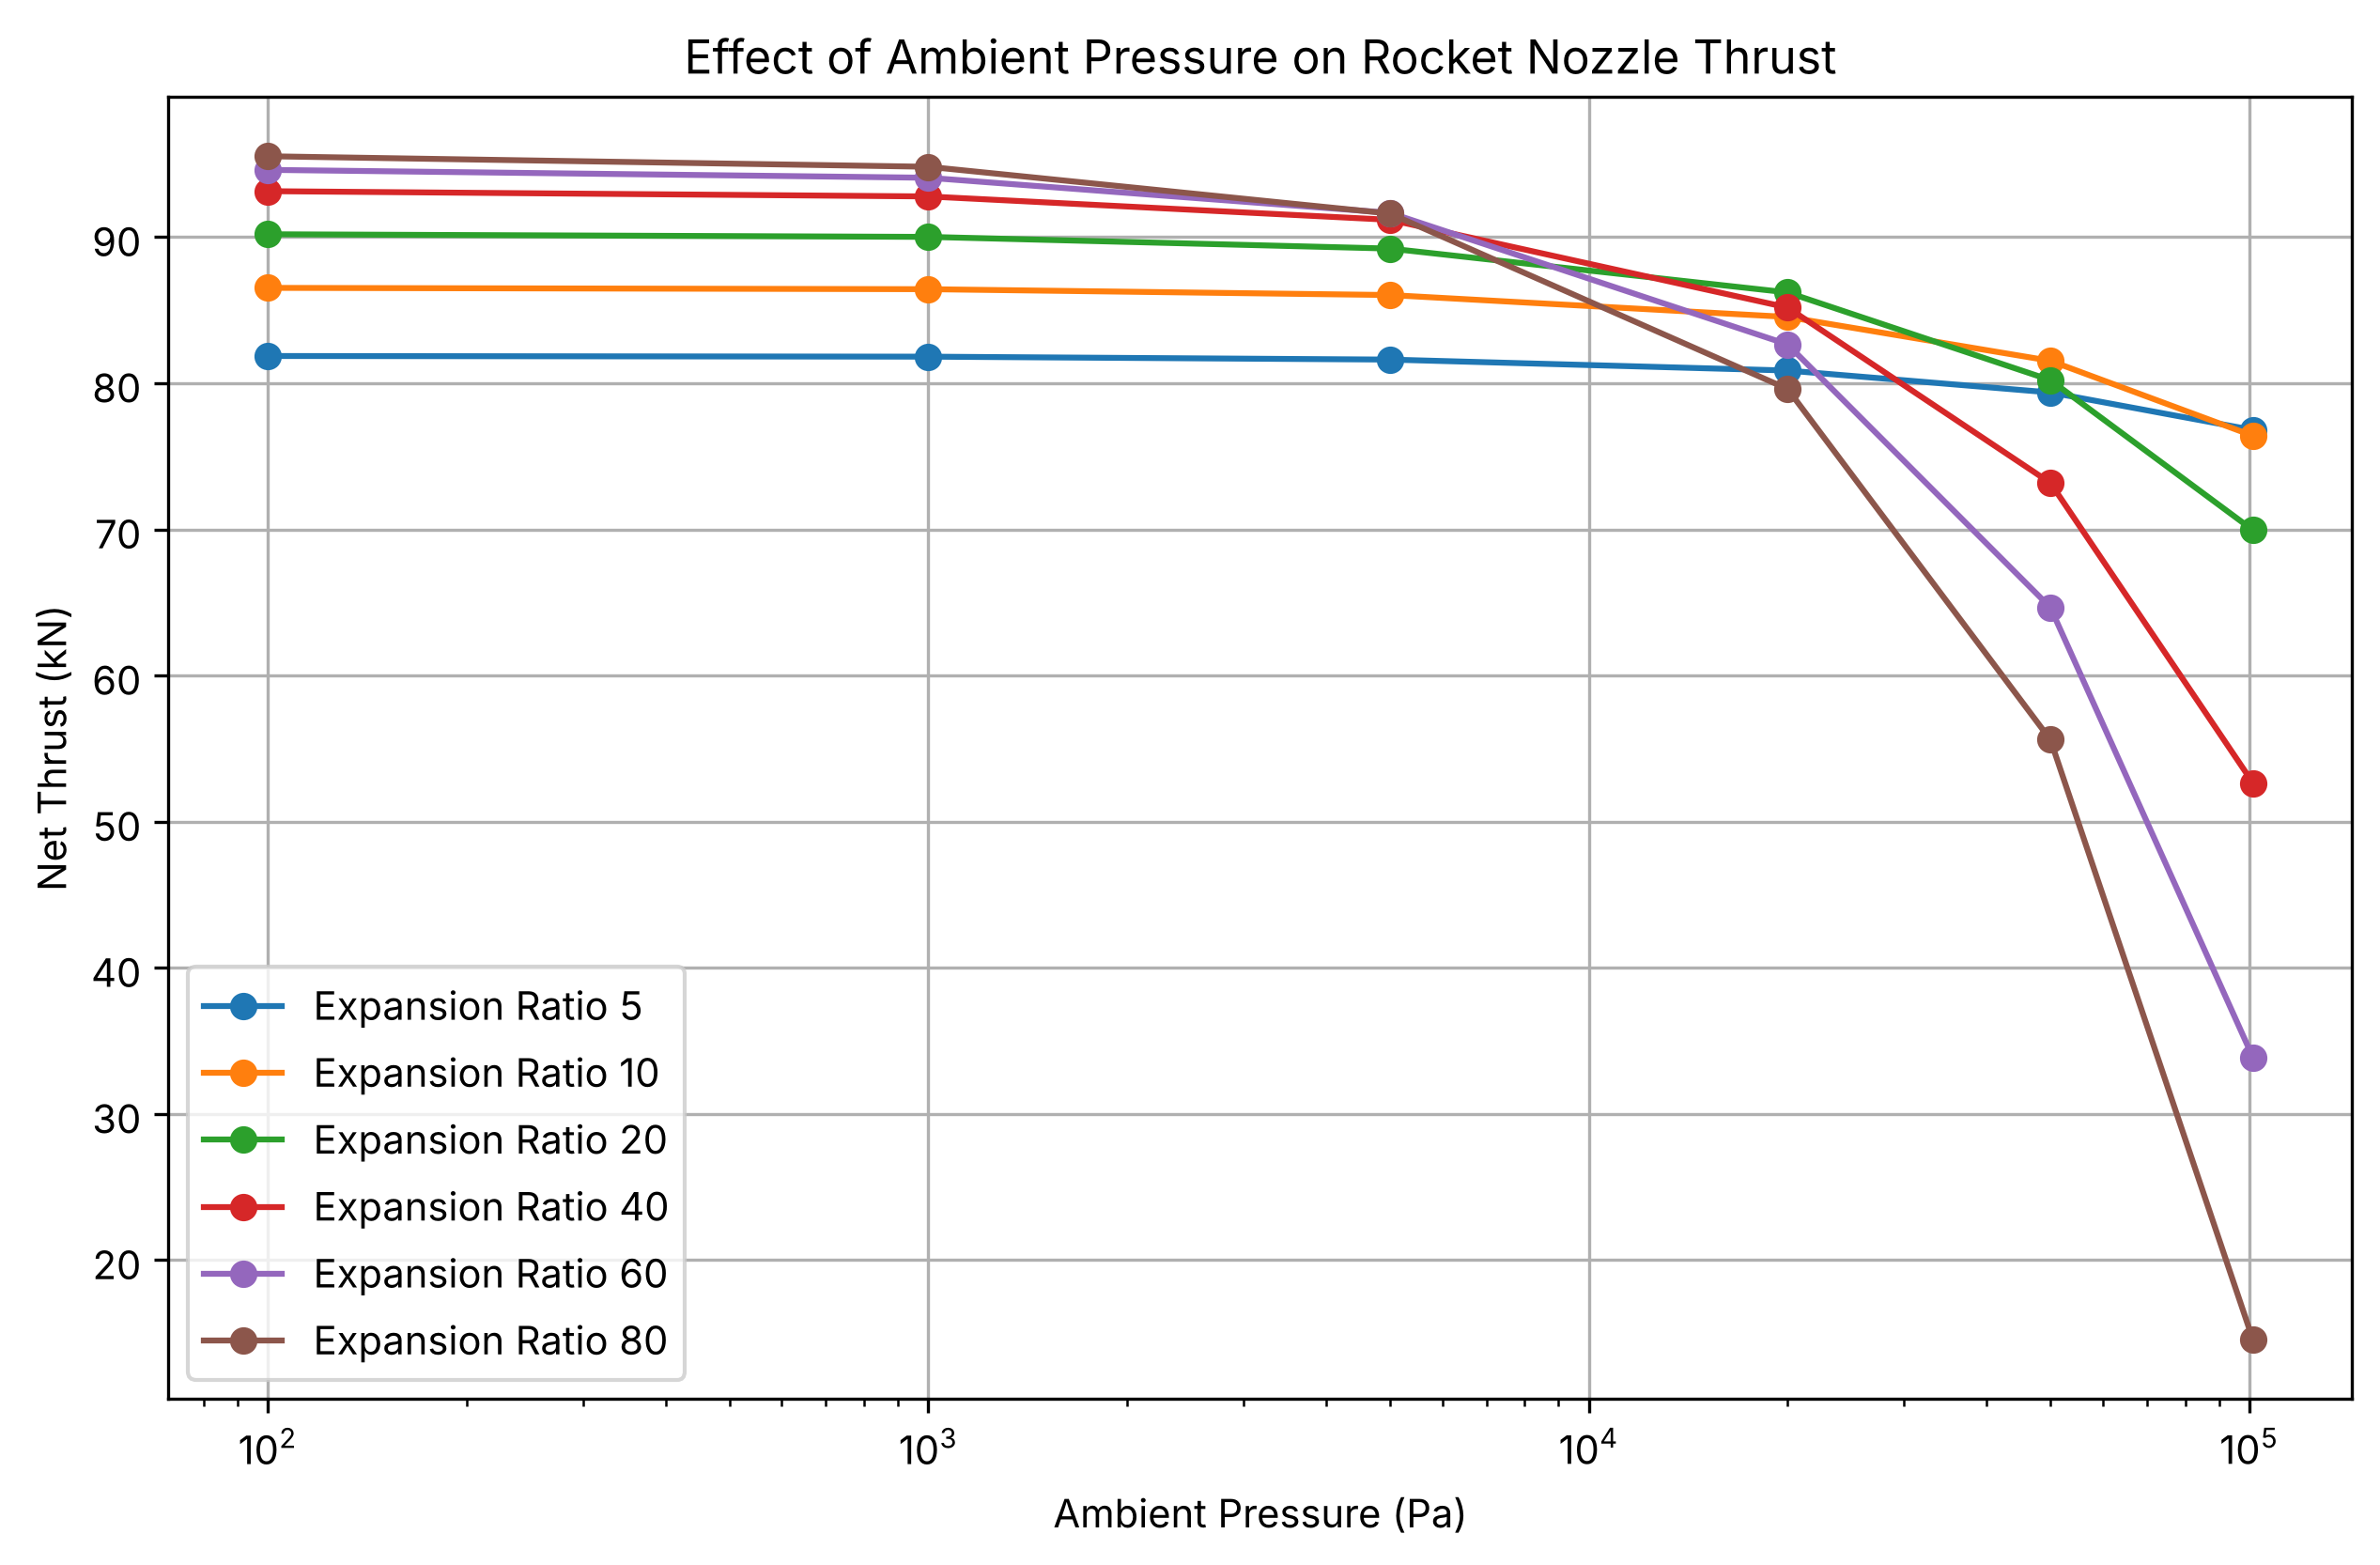 Effect of Ambient Pressure on Rocket Nozzle Thrust
Net Thrust (kN)
90
80
70
60
50
40
30
20
Expansion Ratio 5
Expansion Ratio 10
Expansion Ratio 20
Expansion Ratio 40
Expansion Ratio 60
Expansion Ratio 80
10² 10³ 10⁴ 10⁵
Ambient Pressure (Pa)